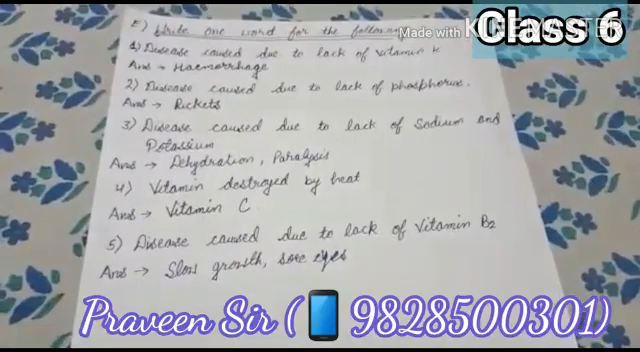 E) Write one word for the following
Made with KINEMASTER
Class 6
1) Disease caused due to lack of vitamin K
Ans → Haemorrhage
2) Disease caused due to lack of phosphorus.
Ans → Rickets
3) Disease caused due to lack of Sodium and
Potassium
Ans → Dehydration, Paralysis
4) Vitamin destroyed by heat
Ans → Vitamin C
5) Disease caused due to lack of Vitamin B2
Ans → Slow growth, sore eyes
Praveen Sir (📱9828500301)